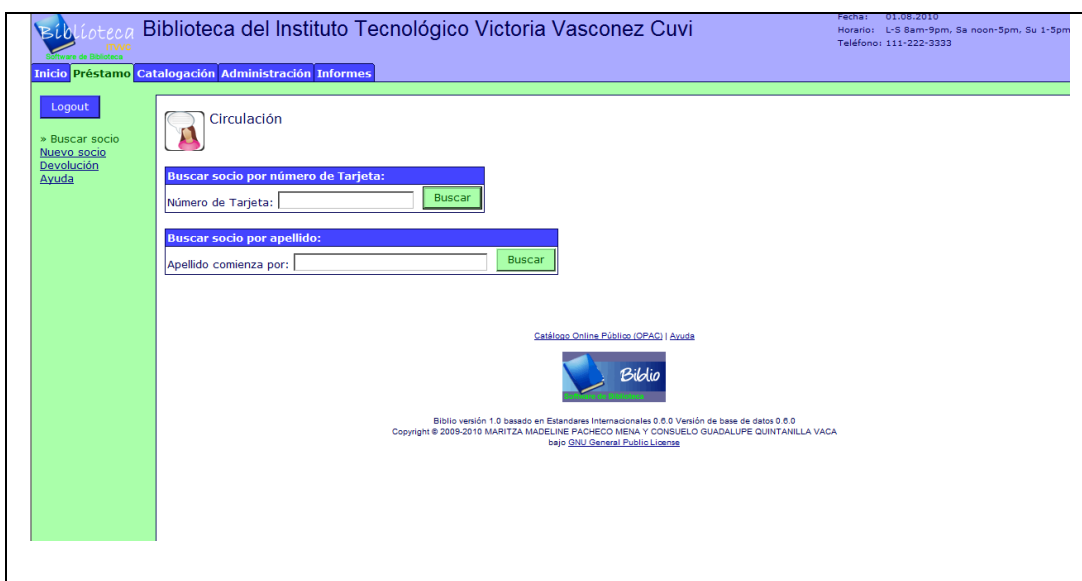 Biblioteca
OPAC
Software de Biblioteca
Biblioteca del Instituto Tecnológico Victoria Vasconez Cuvi
Fecha: 01.08.2010
Horario: L-S 8am-9pm, Sa noon-5pm, Su 1-5pm
Teléfono: 111-222-3333
Inicio Préstamo Catalogación Administración Informes
Logout
» Buscar socio
Nuevo socio
Devolución
Ayuda
Circulación
Buscar socio por número de Tarjeta:
Número de Tarjeta: Buscar
Buscar socio por apellido:
Apellido comienza por: Buscar
Catálogo Online Público (OPAC) | Ayuda
Biblio
Software de Biblioteca
Biblio versión 1.0 basado en Estandares Internacionales 0.6.0 Versión de base de datos 0.6.0
Copyright © 2009-2010 MARITZA MADELINE PACHECO MENA Y CONSUELO GUADALUPE QUINTANILLA VACA
bajo GNU General Public License